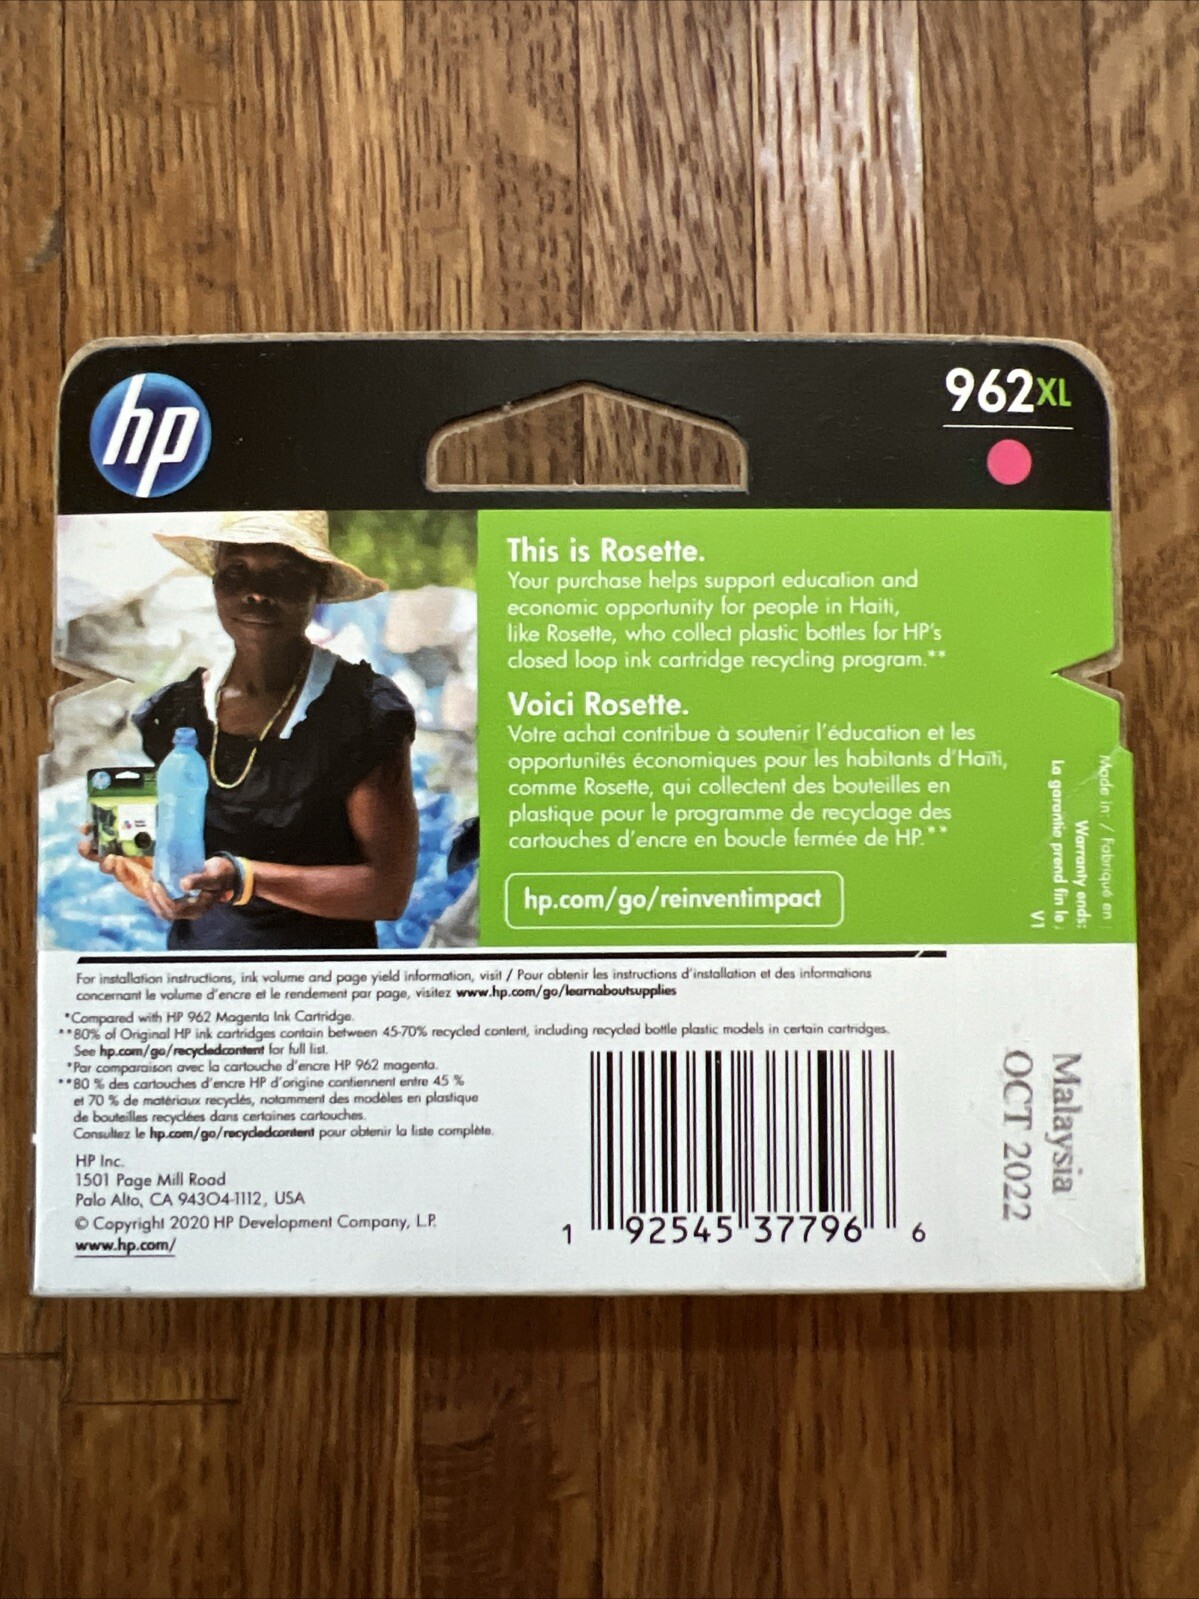 hp
962XL
This is Rosette.
Your purchase helps support education and
economic opportunity for people in Haiti,
like Rosette, who collect plastic bottles for HP's
closed loop ink cartridge recycling program.**
Voici Rosette.
Votre achat contribue à soutenir l'éducation et les
opportunités économiques pour les habitants d'Haïti,
comme Rosette, qui collectent des bouteilles en
plastique pour le programme de recyclage des
cartouches d'encre en boucle fermée de HP.**
hp.com/go/reinventimpact
Made in: / Fabriqué en :
Warranty ends:
La garantie prend fin le :
V1
For installation instructions, ink volume and page yield information, visit / Pour obtenir les instructions d'installation et des informations
concernant le volume d'encre et le rendement par page, visitez www.hp.com/go/learnaboutsupplies
*Compared with HP 962 Magenta Ink Cartridge.
**80% of Original HP ink cartridges contain between 45-70% recycled content, including recycled bottle plastic models in certain cartridges.
See hp.com/go/recycledcontent for full list.
*Par comparaison avec la cartouche d'encre HP 962 magenta.
**80 % des cartouches d'encre HP d'origine contiennent entre 45 %
et 70 % de matériaux recyclés, notamment des modèles en plastique
de bouteilles recyclées dans certaines cartouches.
Consultez le hp.com/go/recycledcontent pour obtenir la liste complète.
HP Inc.
1501 Page Mill Road
Palo Alto, CA 94304-1112, USA
© Copyright 2020 HP Development Company, L.P.
www.hp.com/
1 92545 37796 6
Malaysia
OCT 2022